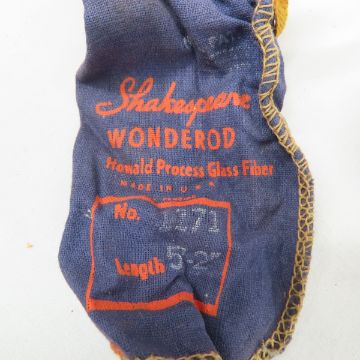 Shakespeare
WONDEROD
Howald Process Glass Fiber
MADE IN U.S.A.
No. 1271
Length 5-2"